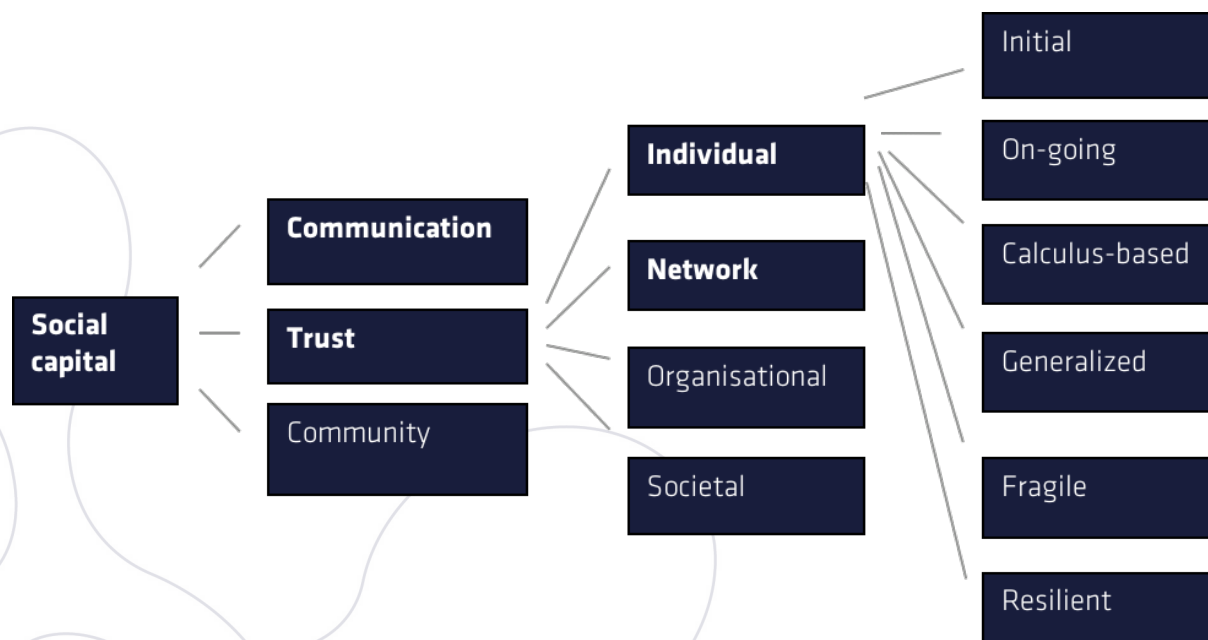 Social
capital
Communication
Trust
Community
Individual
Network
Organisational
Societal
Initial
On-going
Calculus-based
Generalized
Fragile
Resilient